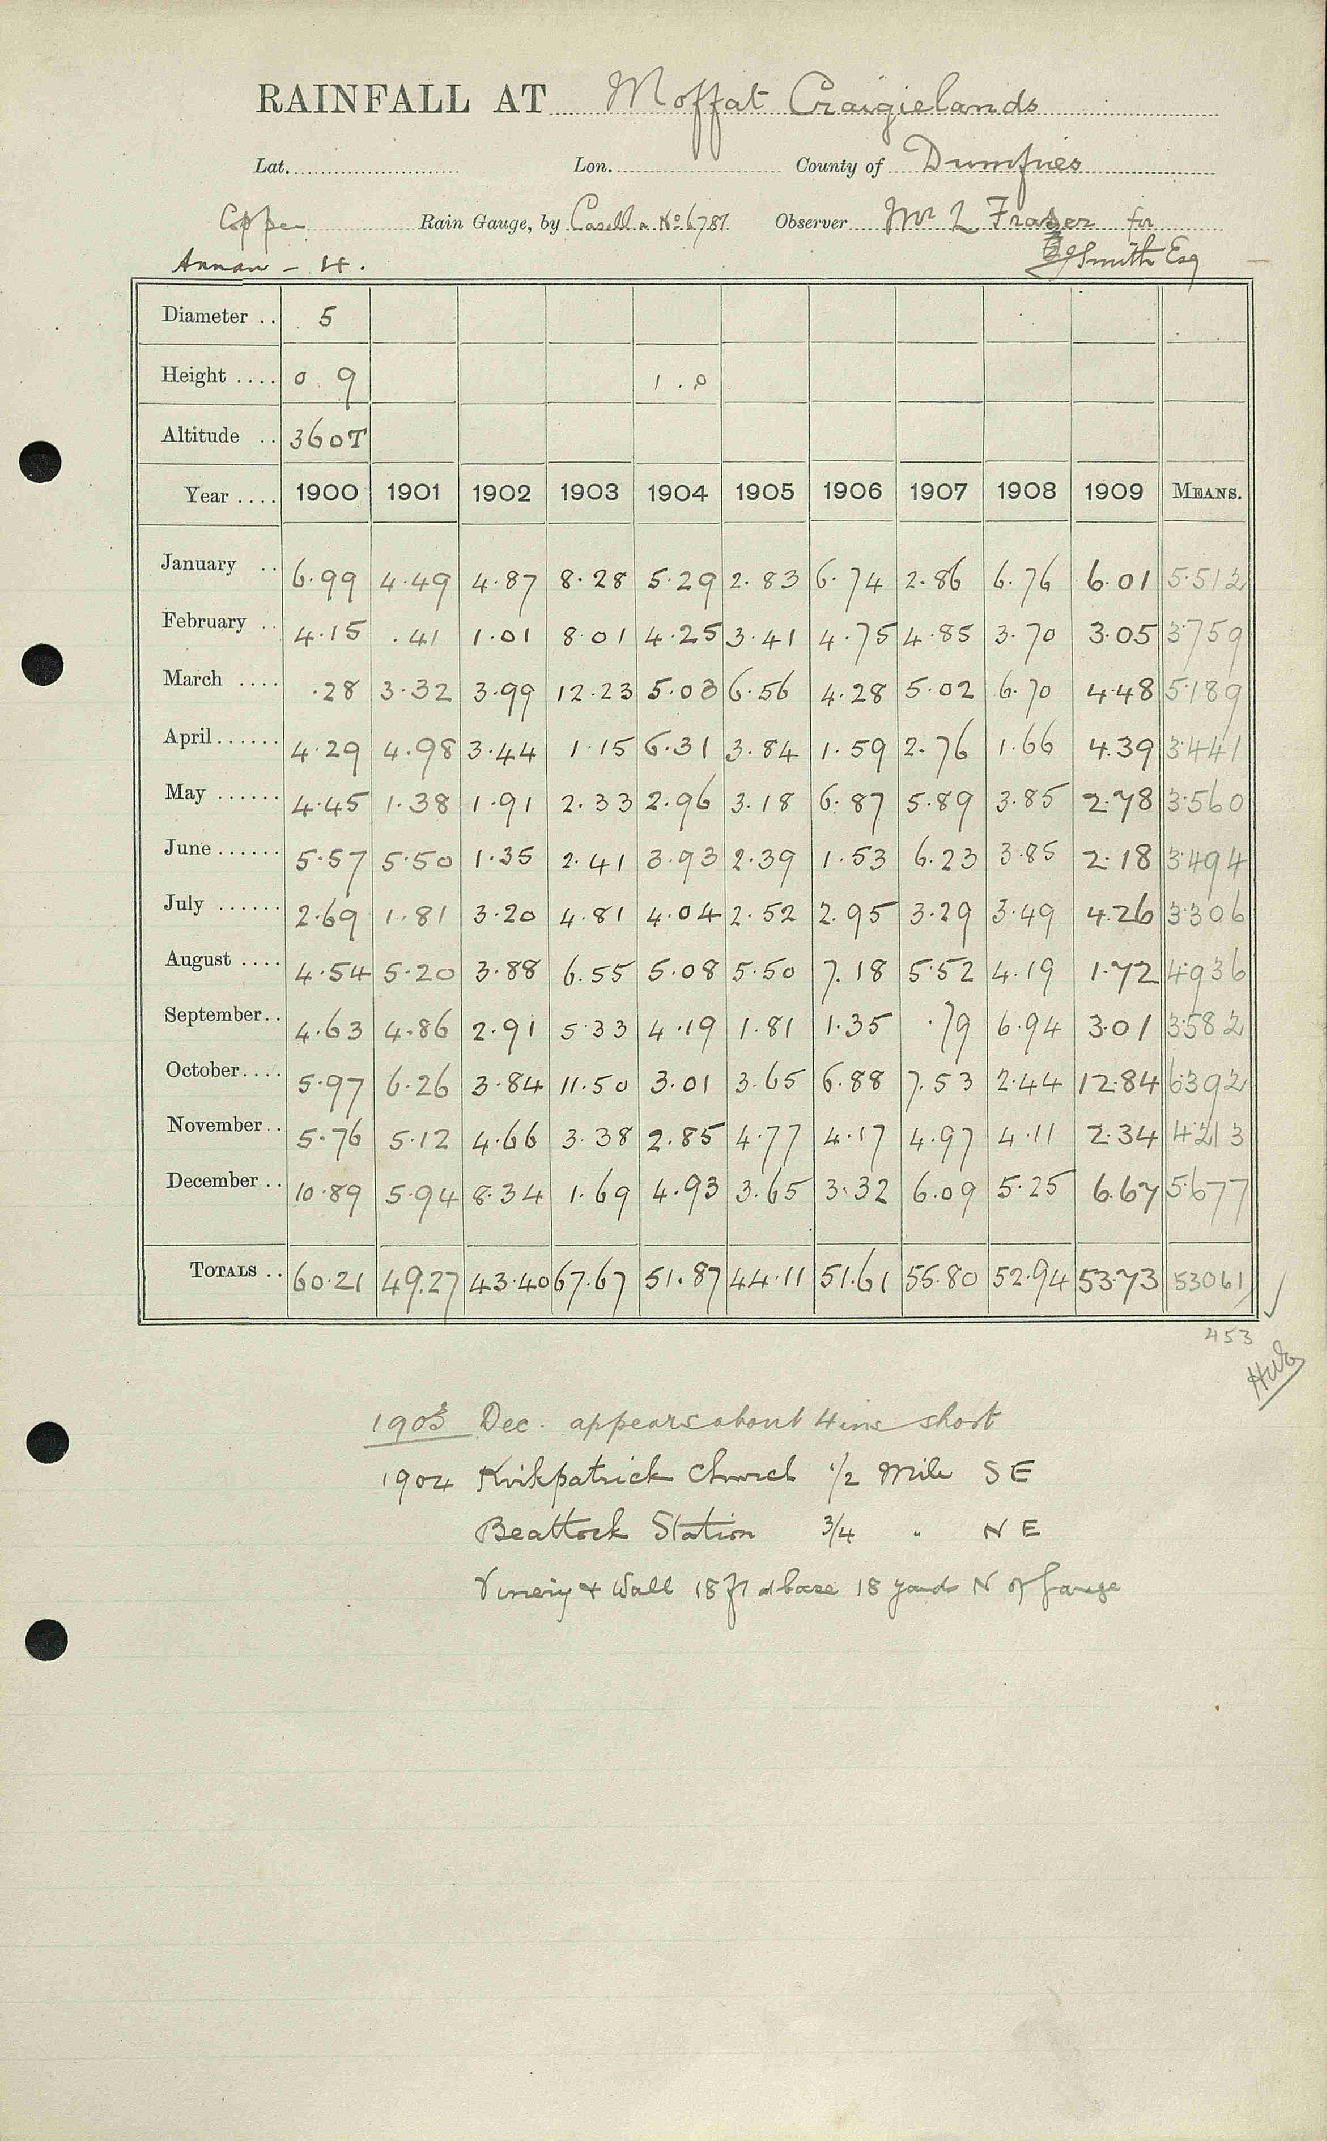 RAINFALL AT Moffat Craigielands
Lat. Lon. County of Dumfries
Copper Rain Gauge, by Casella No 6781 Observer Mr L Fraser for
Annan - 4. Smith Esq
Diameter .. 5
Height .... 0 . 9 1 . 0
Altitude .. 360T
Year .... 1900 1901 1902 1903 1904 1905 1906 1907 1908 1909 MEANS.
January .. 6.99 4.49 4.87 8.28 5.29 2.83 6.74 2.86 6.76 6.01 5.512
February .. 4.15 .41 1.01 8.01 4.25 3.41 4.75 4.85 3.70 3.05 3759
March .... .28 3.32 3.99 12.23 5.03 6.56 4.28 5.02 6.70 4.48 5.189
April...... 4.29 4.98 3.44 1.15 6.31 3.84 1.59 2.76 1.66 4.39 3.441
May ...... 4.45 1.38 1.91 2.33 2.96 3.18 6.87 5.89 3.85 2.78 3.560
June ...... 5.57 5.50 1.35 2.41 3.93 2.39 1.53 6.23 3.85 2.18 3.494
July ...... 2.69 1.81 3.20 4.81 4.04 2.52 2.95 3.29 3.49 4.26 3.306
August .... 4.54 5.20 3.88 6.55 5.08 5.50 7.18 5.52 4.19 1.72 4.936
September.. 4.63 4.86 2.91 5.33 4.19 1.81 1.35 .79 6.94 3.01 3.582
October.... 5.97 6.26 3.84 11.50 3.01 3.65 6.88 7.53 2.44 12.84 6.392
November.. 5.76 5.12 4.66 3.38 2.85 4.77 4.17 4.97 4.11 2.34 4.213
December .. 10.89 5.94 8.34 1.69 4.93 3.65 3.32 6.09 5.25 6.67 5.677
TOTALS .. 60.21 49.27 43.40 67.67 51.87 44.11 51.61 55.80 52.94 53.73 53061
453
1903 Dec. appears about 4 ins short
1904 Kirkpatrick Church 1/2 Mile S E
Beattock Station 3/4 " N E
Vinery & Wall 18 ft above 18 yards N of Gauge